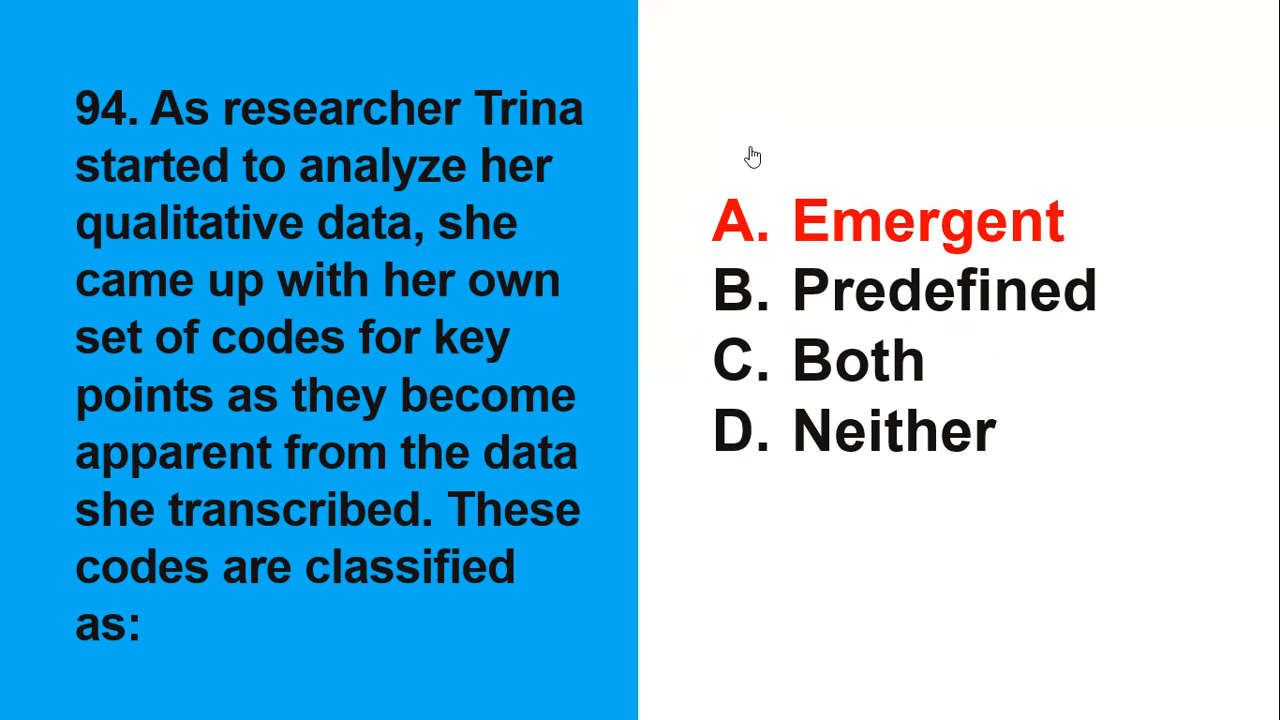 94. As researcher Trina
started to analyze her
qualitative data, she
came up with her own
set of codes for key
points as they become
apparent from the data
she transcribed. These
codes are classified
as:
A. Emergent
B. Predefined
C. Both
D. Neither